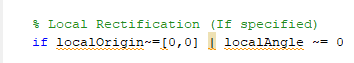 % Local Rectification (If specified)
if localOrigin~=[0,0] | localAngle ~= 0